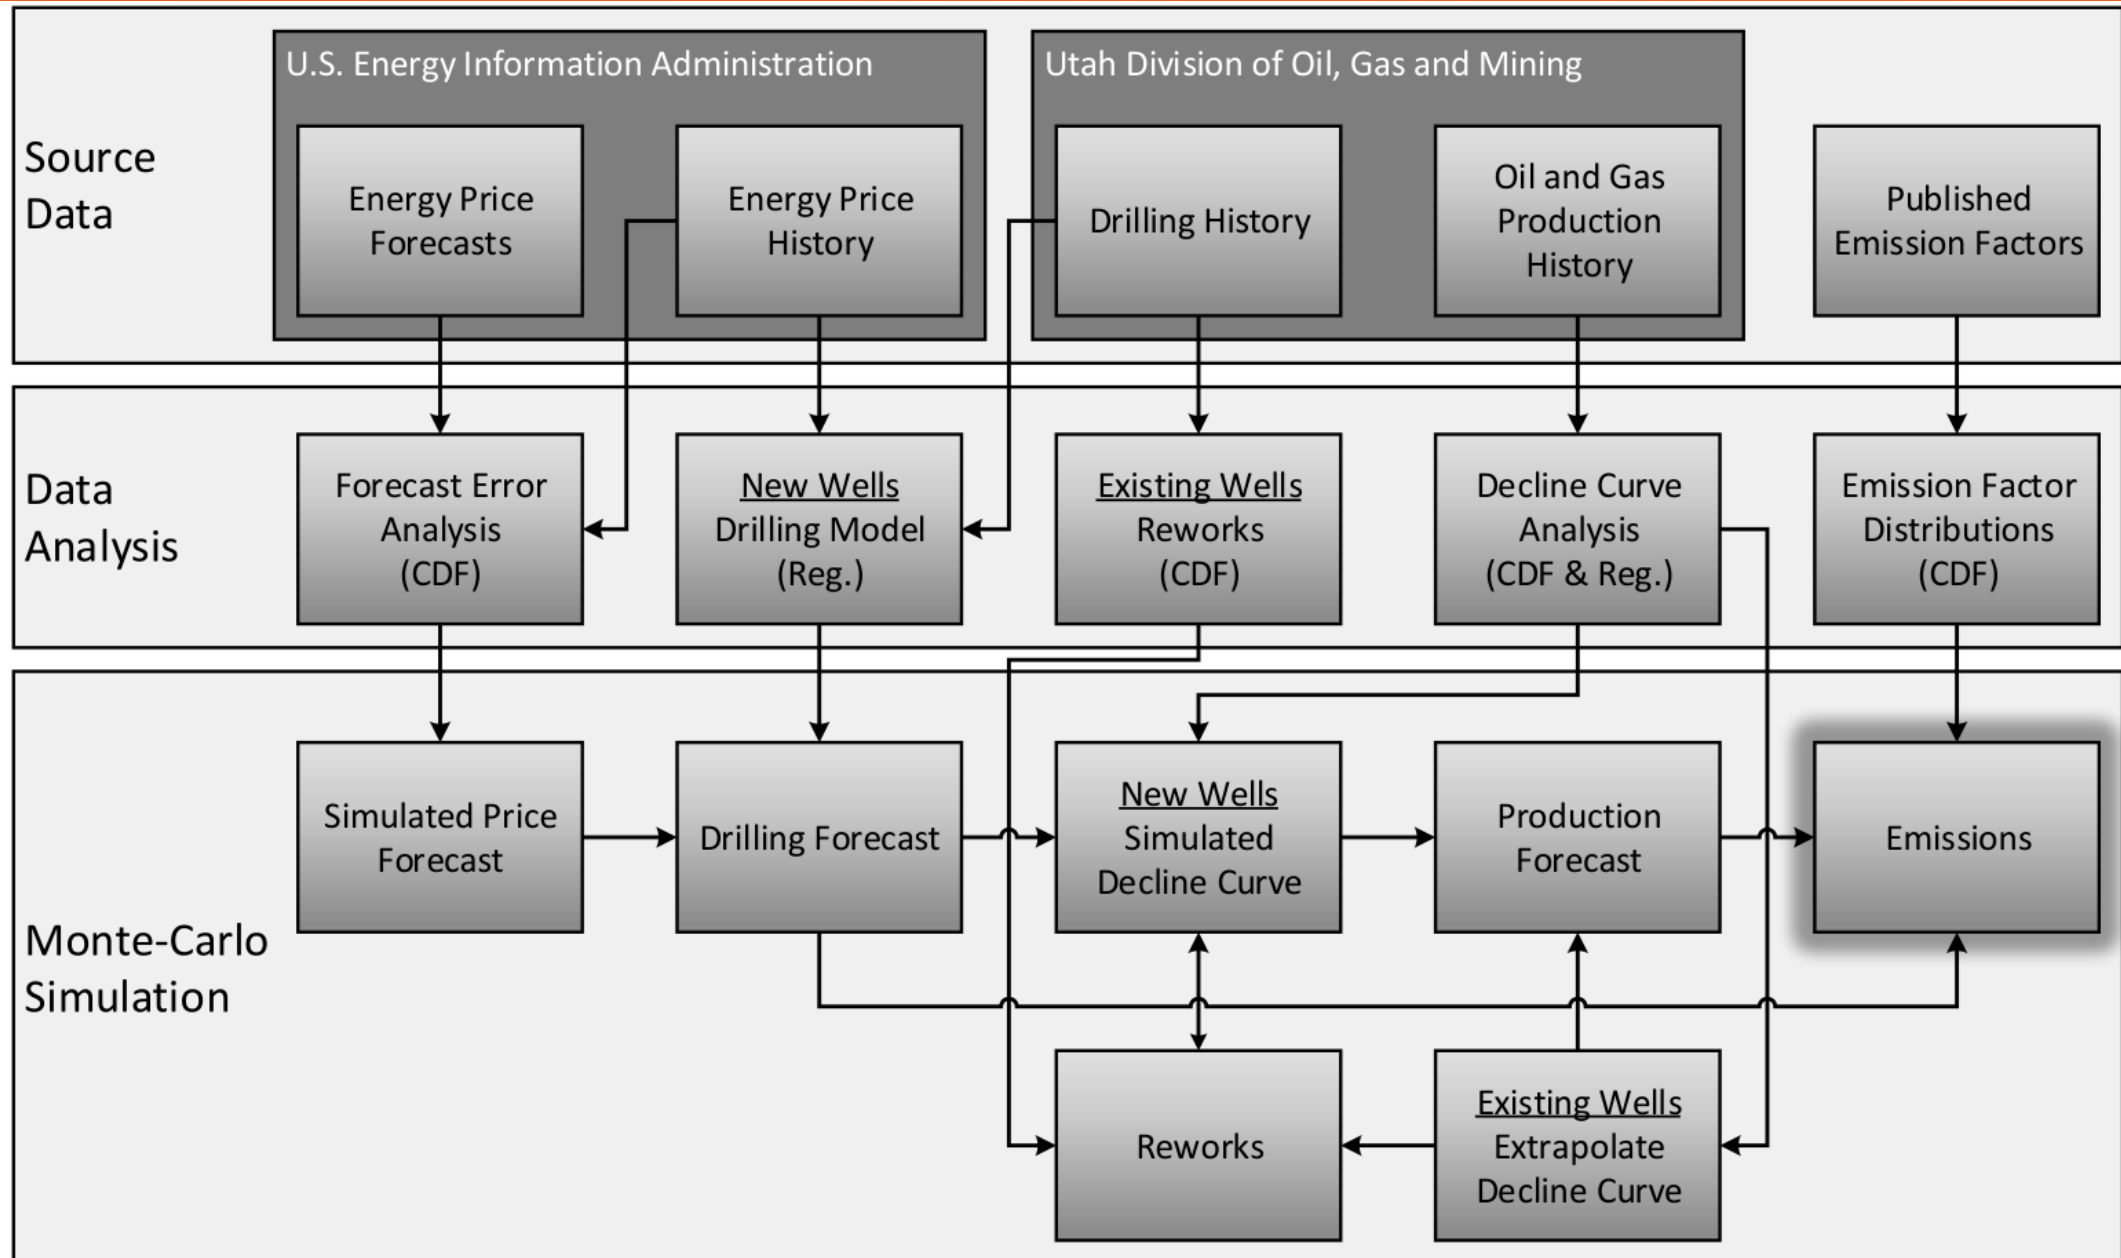 U.S. Energy Information Administration
Utah Division of Oil, Gas and Mining
Source
Data
Energy Price
Forecasts
Energy Price
History
Drilling History
Oil and Gas
Production
History
Published
Emission Factors
Data
Analysis
Forecast Error
Analysis
(CDF)
New Wells
Drilling Model
(Reg.)
Existing Wells
Reworks
(CDF)
Decline Curve
Analysis
(CDF & Reg.)
Emission Factor
Distributions
(CDF)
Monte-Carlo
Simulation
Simulated Price
Forecast
Drilling Forecast
New Wells
Simulated
Decline Curve
Production
Forecast
Emissions
Reworks
Existing Wells
Extrapolate
Decline Curve